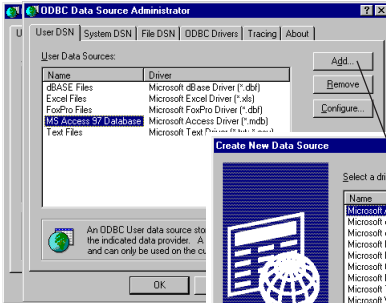 ODBC Data Source Administrator
User DSN System DSN File DSN ODBC Drivers Tracing About
User Data Sources:
Name Driver
dBASE Files Microsoft dBase Driver (*.dbf)
Excel Files Microsoft Excel Driver (*.xls)
FoxPro Files Microsoft FoxPro Driver (*.dbf)
MS Access 97 Database Microsoft Access Driver (*.mdb)
Text Files Microsoft Text Driver (*.txt; *.csv)
Add...
Remove
Configure...
Create New Data Source
Select a dri
Name
Microsoft A
Microsoft
Microsoft
Microsoft
Microsoft
Microsoft
Microsoft
Microsoft
An ODBC User data source sto
the indicated data provider. A
and can only be used on the cu
OK